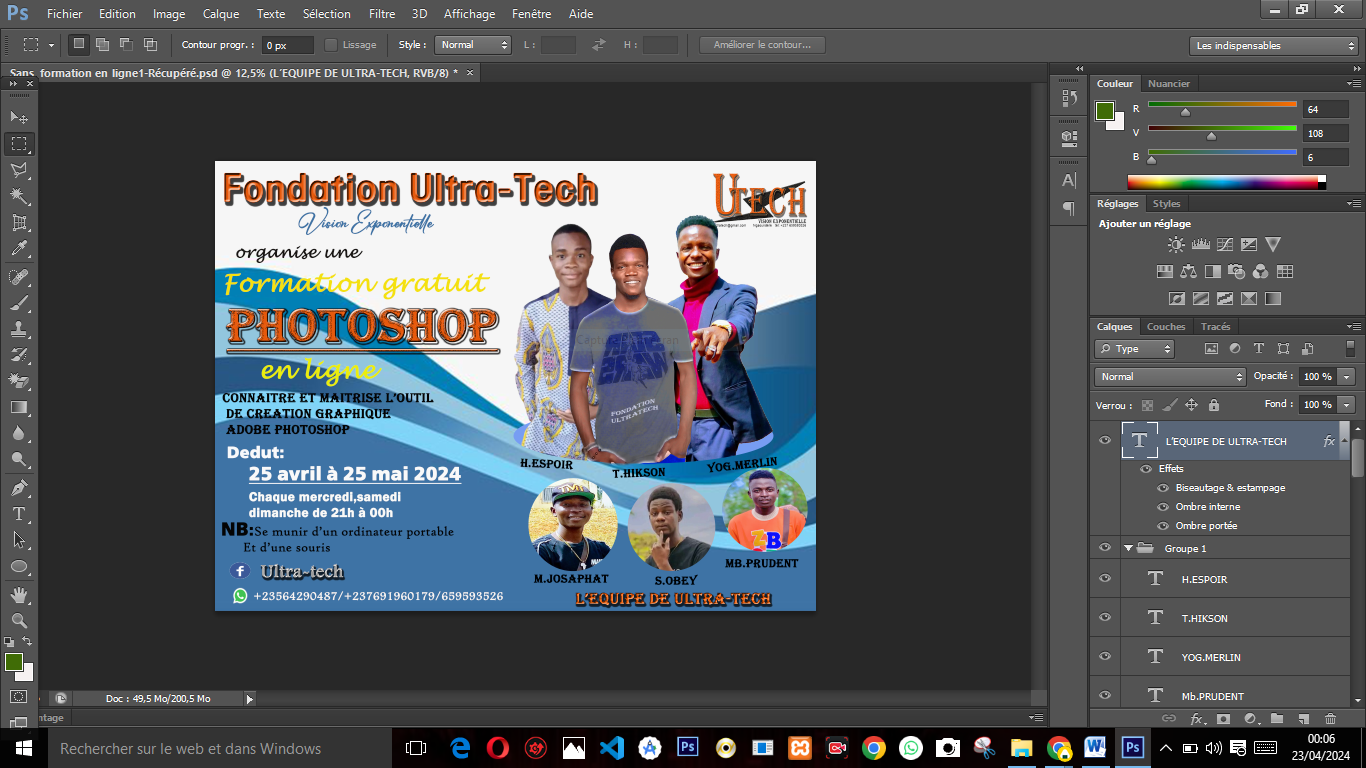 Ps Fichier Edition Image Calque Texte Sélection Filtre 3D Affichage Fenêtre Aide
Contour progr. : 0 px Lissage Style : Normal L : H : Améliorer le contour... Les indispensables
Sans formation en ligne1-Récupéré.psd @ 12,5% (L'EQUIPE DE ULTRA-TECH, RVB/8) *
Fondation Ultra-Tech
Vision Exponentielle
organise une
Formation gratuit
PHOTOSHOP
en ligne
CONNAITRE ET MAITRISE L'OUTIL
DE CREATION GRAPHIQUE
ADOBE PHOTOSHOP
Dedut:
25 avril à 25 mai 2024
Chaque mercredi,samedi
dimanche de 21h à 00h
NB:Se munir d'un ordinateur portable
Et d'une souris
Ultra-tech
+23564290487/+237691960179/659593526
UTECH
VISION EXPONENTIELLE
FONDATION
ULTRATECH
H.ESPOIR
T.HIKSON
YOG.MERLIN
M.JOSAPHAT
S.OBEY
MB.PRUDENT
L'EQUIPE DE ULTRA-TECH
Couleur Nuancier
R 64
V 108
B 6
Réglages Styles
Ajouter un réglage
Calques Couches Tracés
Type
Normal Opacité : 100 %
Verrou : Fond : 100 %
T L'EQUIPE DE ULTRA-TECH fx
Effets
Biseautage & estampage
Ombre interne
Ombre portée
Groupe 1
T H.ESPOIR
T T.HIKSON
T YOG.MERLIN
T Mb.PRUDENT
Doc : 49,5 Mo/200,5 Mo
ntage
Rechercher sur le web et dans Windows
00:06
23/04/2024